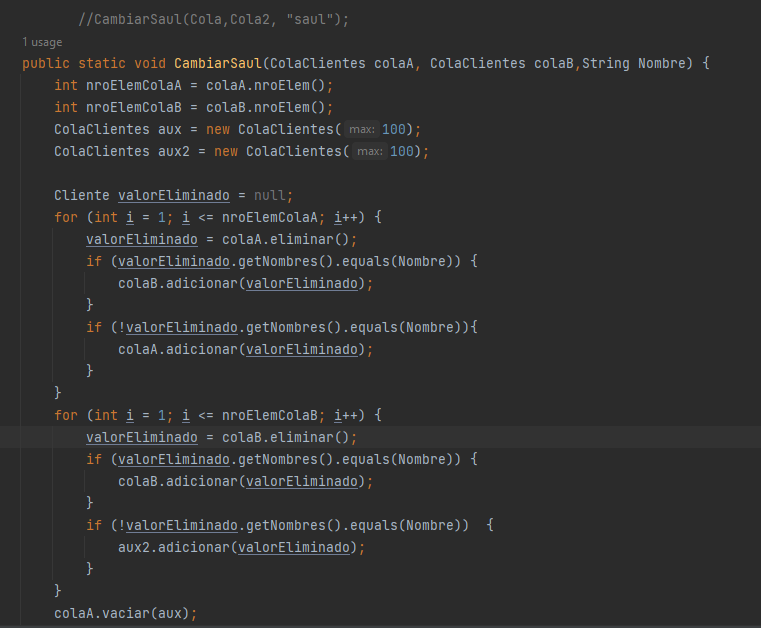 //CambiarSaul(Cola,Cola2, "saul");
1 usage
public static void CambiarSaul(ColaClientes colaA, ColaClientes colaB,String Nombre) {
int nroElemColaA = colaA.nroElem();
int nroElemColaB = colaB.nroElem();
ColaClientes aux = new ColaClientes( max: 100);
ColaClientes aux2 = new ColaClientes( max: 100);
Cliente valorEliminado = null;
for (int i = 1; i <= nroElemColaA; i++) {
valorEliminado = colaA.eliminar();
if (valorEliminado.getNombres().equals(Nombre)) {
colaB.adicionar(valorEliminado);
}
if (!valorEliminado.getNombres().equals(Nombre)){
colaA.adicionar(valorEliminado);
}
}
for (int i = 1; i <= nroElemColaB; i++) {
valorEliminado = colaB.eliminar();
if (valorEliminado.getNombres().equals(Nombre)) {
colaB.adicionar(valorEliminado);
}
if (!valorEliminado.getNombres().equals(Nombre))  {
aux2.adicionar(valorEliminado);
}
}
colaA.vaciar(aux);